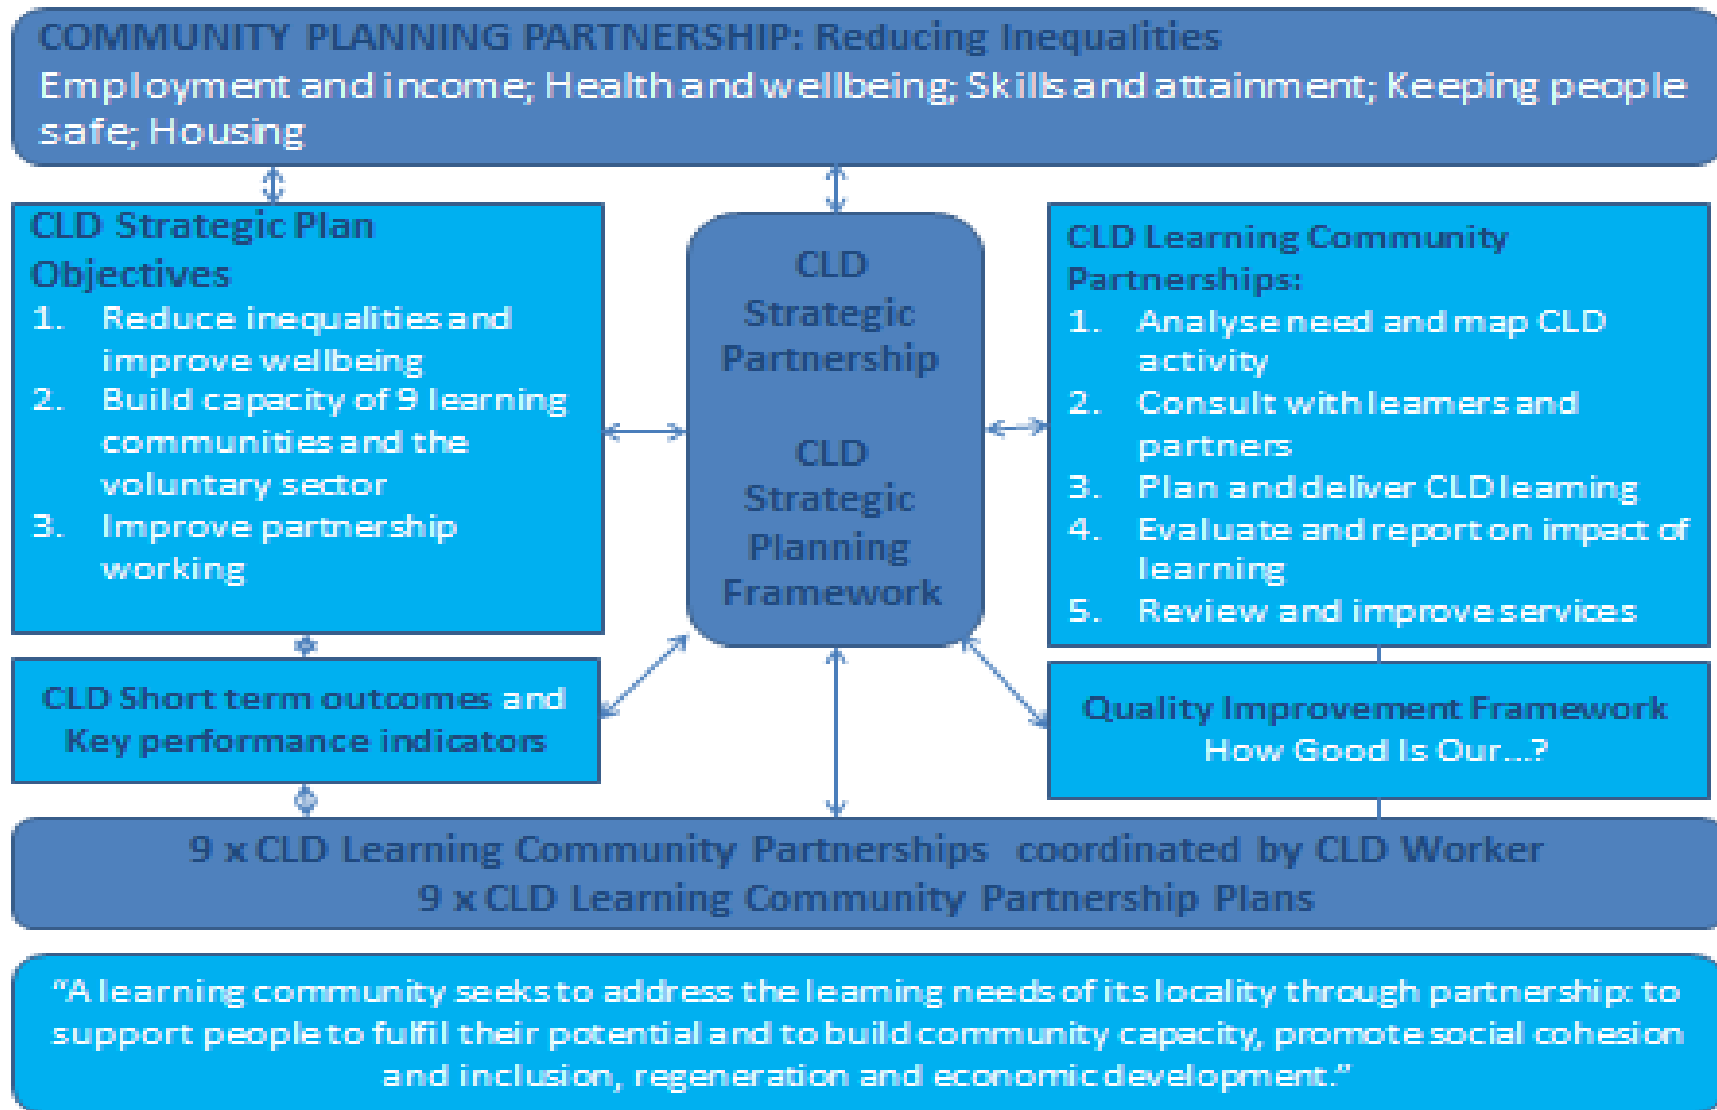 COMMUNITY PLANNING PARTNERSHIP: Reducing Inequalities
Employment and income; Health and wellbeing; Skills and attainment; Keeping people
safe; Housing
CLD Strategic Plan
Objectives
1. Reduce inequalities and
improve wellbeing
2. Build capacity of 9 learning
communities and the
voluntary sector
3. Improve partnership
working
CLD
Strategic
Partnership
CLD
Strategic
Planning
Framework
CLD Learning Community
Partnerships:
1. Analyse need and map CLD
activity
2. Consult with learners and
partners
3. Plan and deliver CLD learning
4. Evaluate and report on impact of
learning
5. Review and improve services
CLD Short term outcomes and
Key performance indicators
Quality Improvement Framework
How Good Is Our...?
9 x CLD Learning Community Partnerships coordinated by CLD Worker
9 x CLD Learning Community Partnership Plans
“A learning community seeks to address the learning needs of its locality through partnership: to
support people to fulfil their potential and to build community capacity, promote social cohesion
and inclusion, regeneration and economic development.”